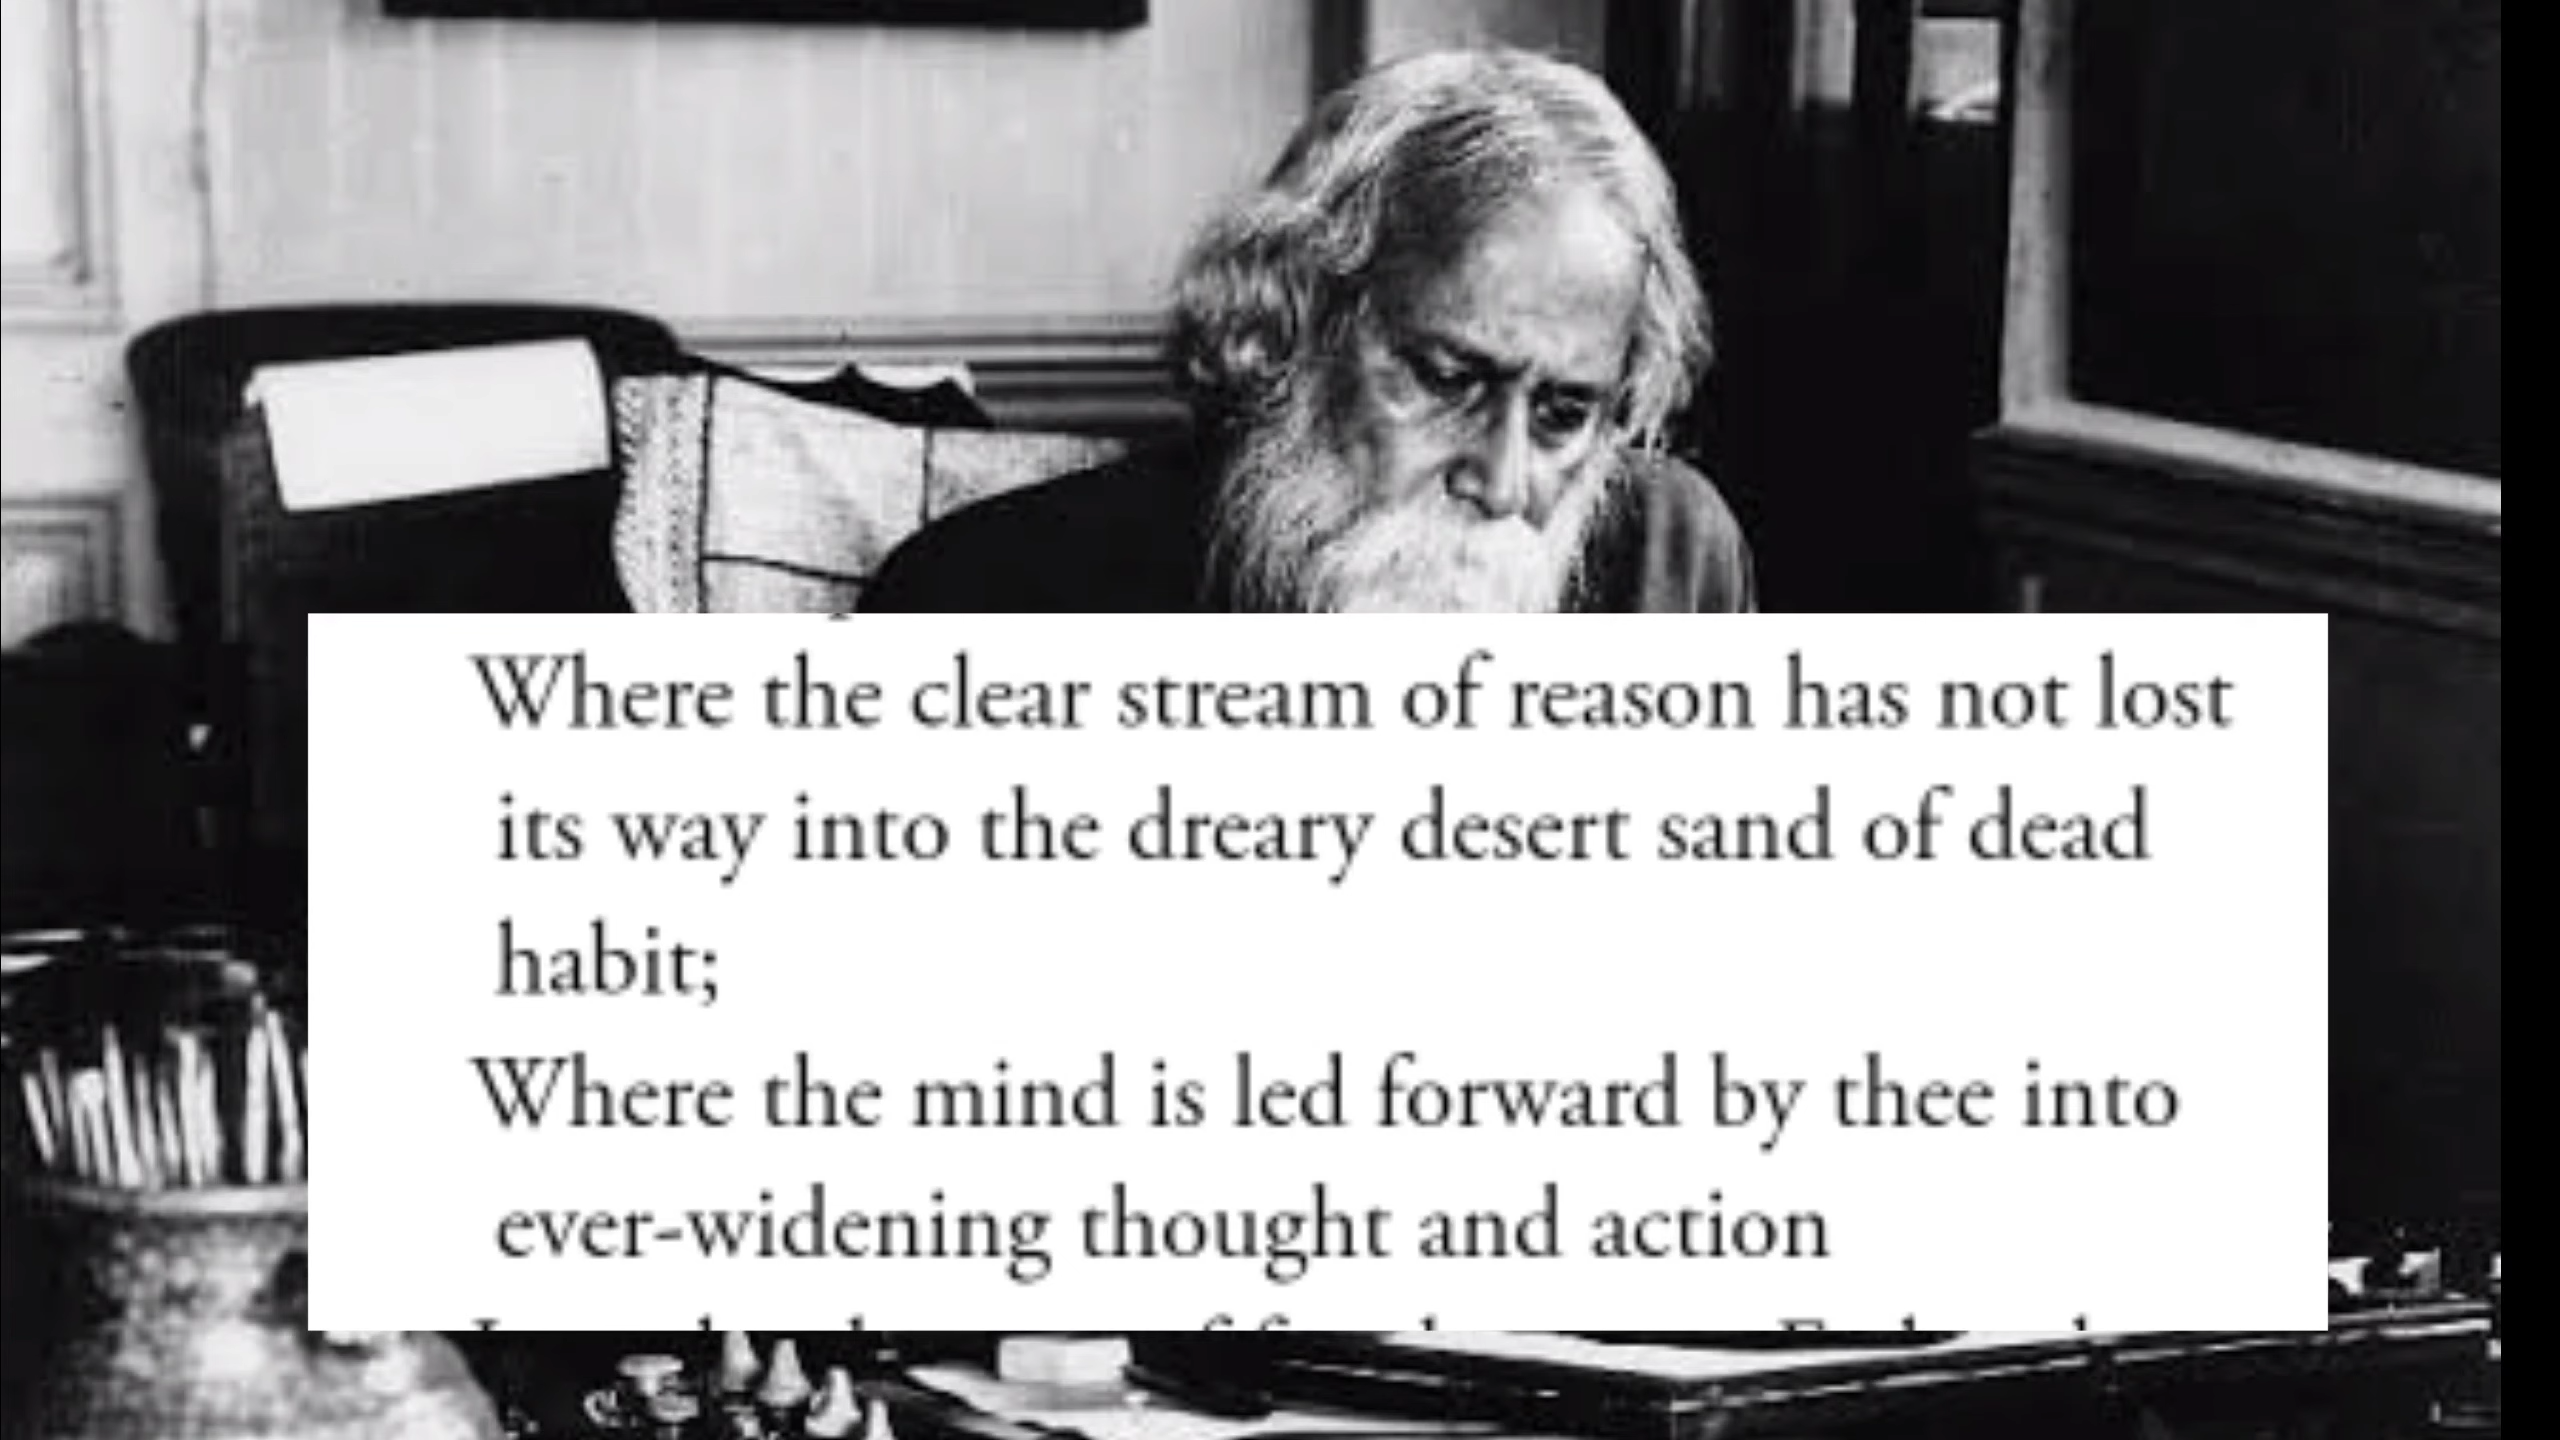 Where the clear stream of reason has not lost
its way into the dreary desert sand of dead
habit;
Where the mind is led forward by thee into
ever-widening thought and action